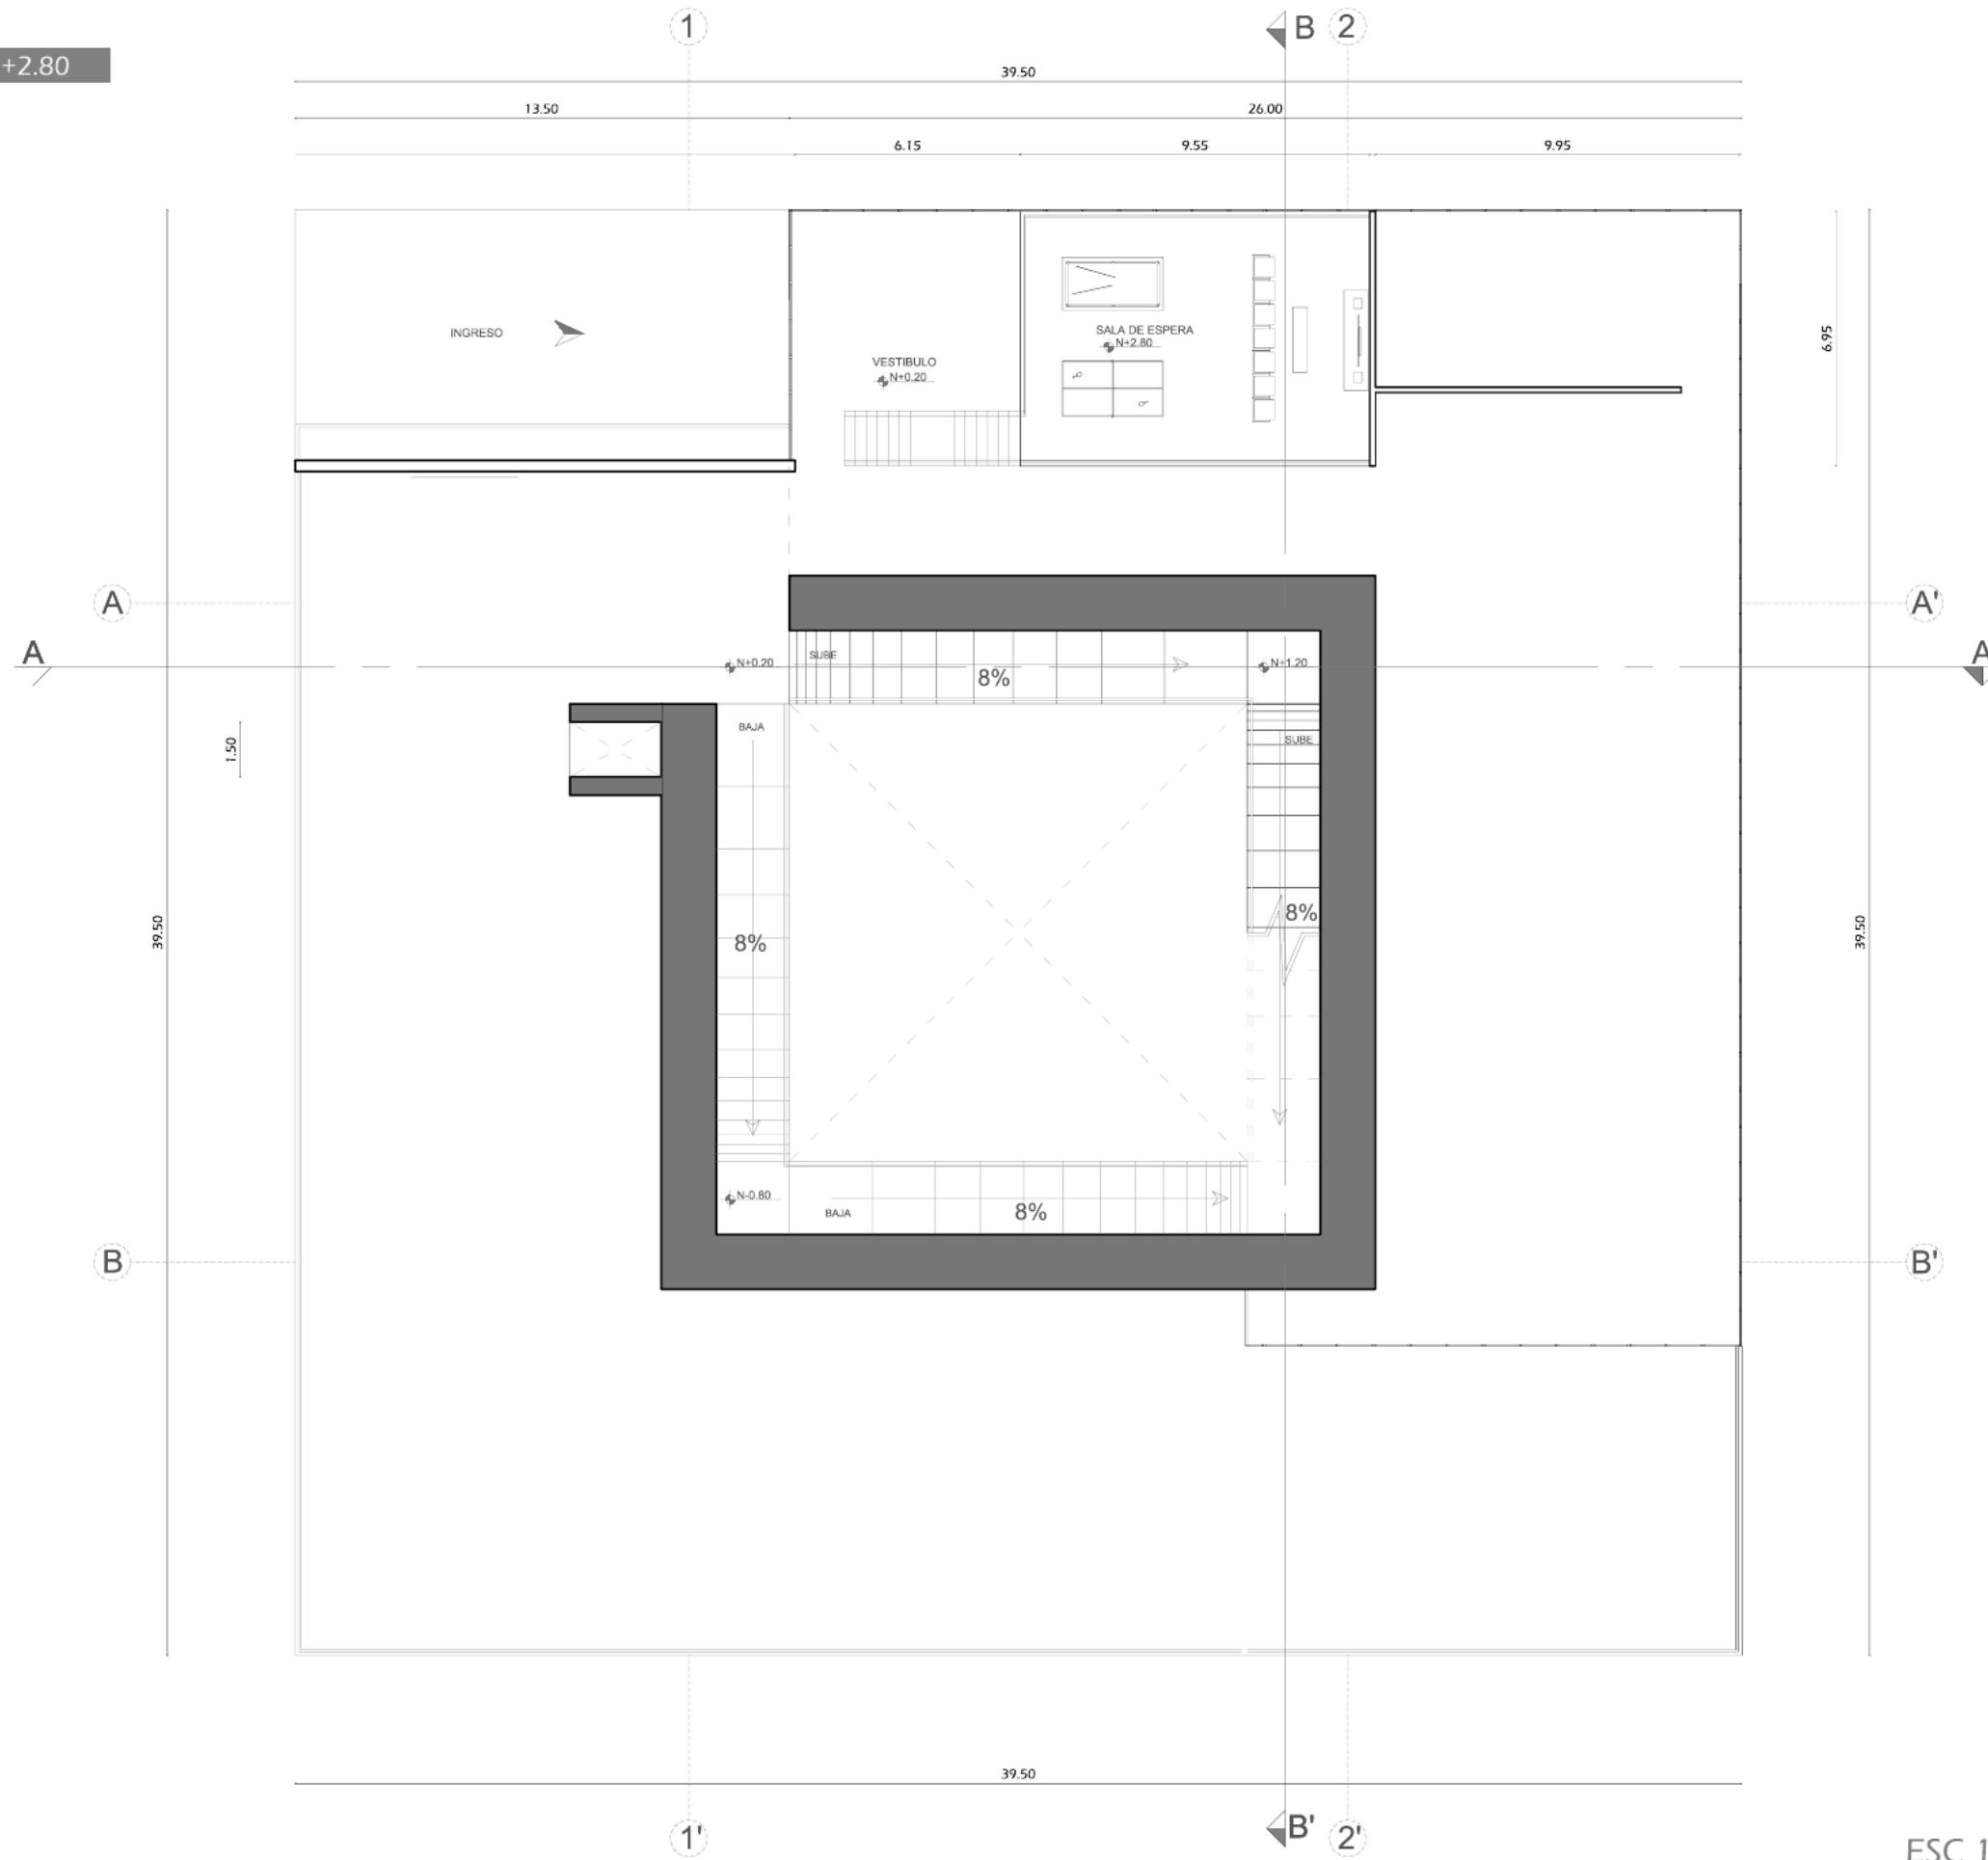 1
B
2
+2.80
39.50
13.50
26.00
6.15
9.55
9.95
INGRESO
SALA DE ESPERA
N+2.80
6.95
VESTIBULO
N+0.20
A
A'
A
N+0.20
SUBE
8%
N+1.20
A
1.50
BAJA
SUBE
39.50
8%
8%
39.50
N-0.80
BAJA
8%
B
B'
39.50
1'
B'
2'
ESC 1